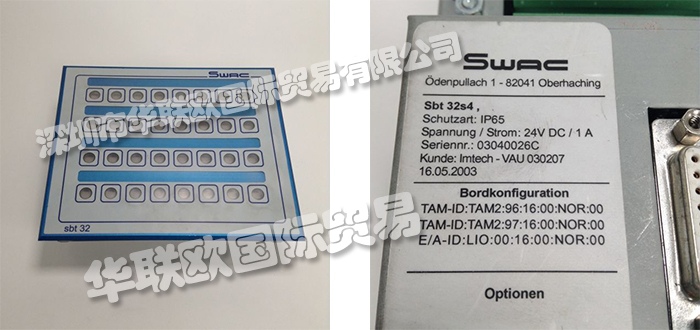 SWAC
sbt 32
深圳市华联欧国际贸易有限公司
华联欧国际贸易
SWAC
Ödenpullach 1 - 82041 Oberhaching
Sbt 32s4 ,
Schutzart: IP65
Spannung / Strom: 24V DC / 1 A
Seriennr.: 03040026C
Kunde: Imtech - VAU 030207
16.05.2003
Bordkonfiguration
TAM-ID:TAM2:96:16:00:NOR:00
TAM-ID:TAM2:97:16:00:NOR:00
E/A-ID:LIO:00:16:00:NOR:00
Optionen